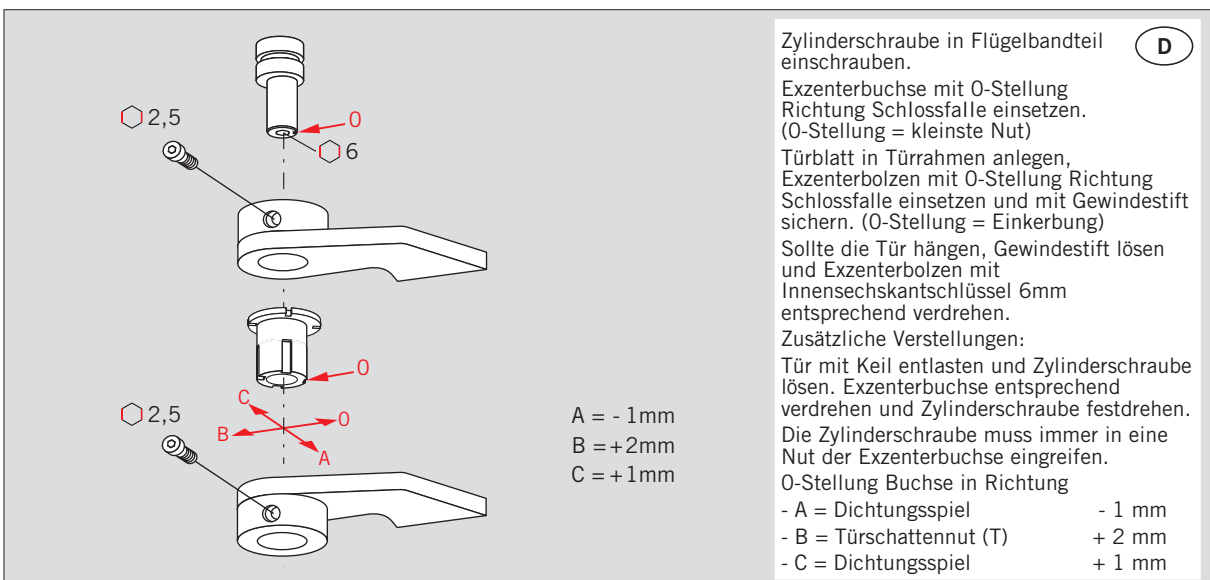 0
2,5
6
0
C
2,5
0
B
A
A = - 1mm
B =+2mm
C =+1mm
D
Zylinderschraube in Flügelbandteil
einschrauben.
Exzenterbuchse mit 0-Stellung
Richtung Schlossfalle einsetzen.
(0-Stellung = kleinste Nut)
Türblatt in Türrahmen anlegen,
Exzenterbolzen mit 0-Stellung Richtung
Schlossfalle einsetzen und mit Gewindestift
sichern. (0-Stellung = Einkerbung)
Sollte die Tür hängen, Gewindestift lösen
und Exzenterbolzen mit
Innensechskantschlüssel 6mm
entsprechend verdrehen.
Zusätzliche Verstellungen:
Tür mit Keil entlasten und Zylinderschraube
lösen. Exzenterbuchse entsprechend
verdrehen und Zylinderschraube festdrehen.
Die Zylinderschraube muss immer in eine
Nut der Exzenterbuchse eingreifen.
0-Stellung Buchse in Richtung
- A = Dichtungsspiel - 1 mm
- B = Türschattennut (T) + 2 mm
- C = Dichtungsspiel + 1 mm